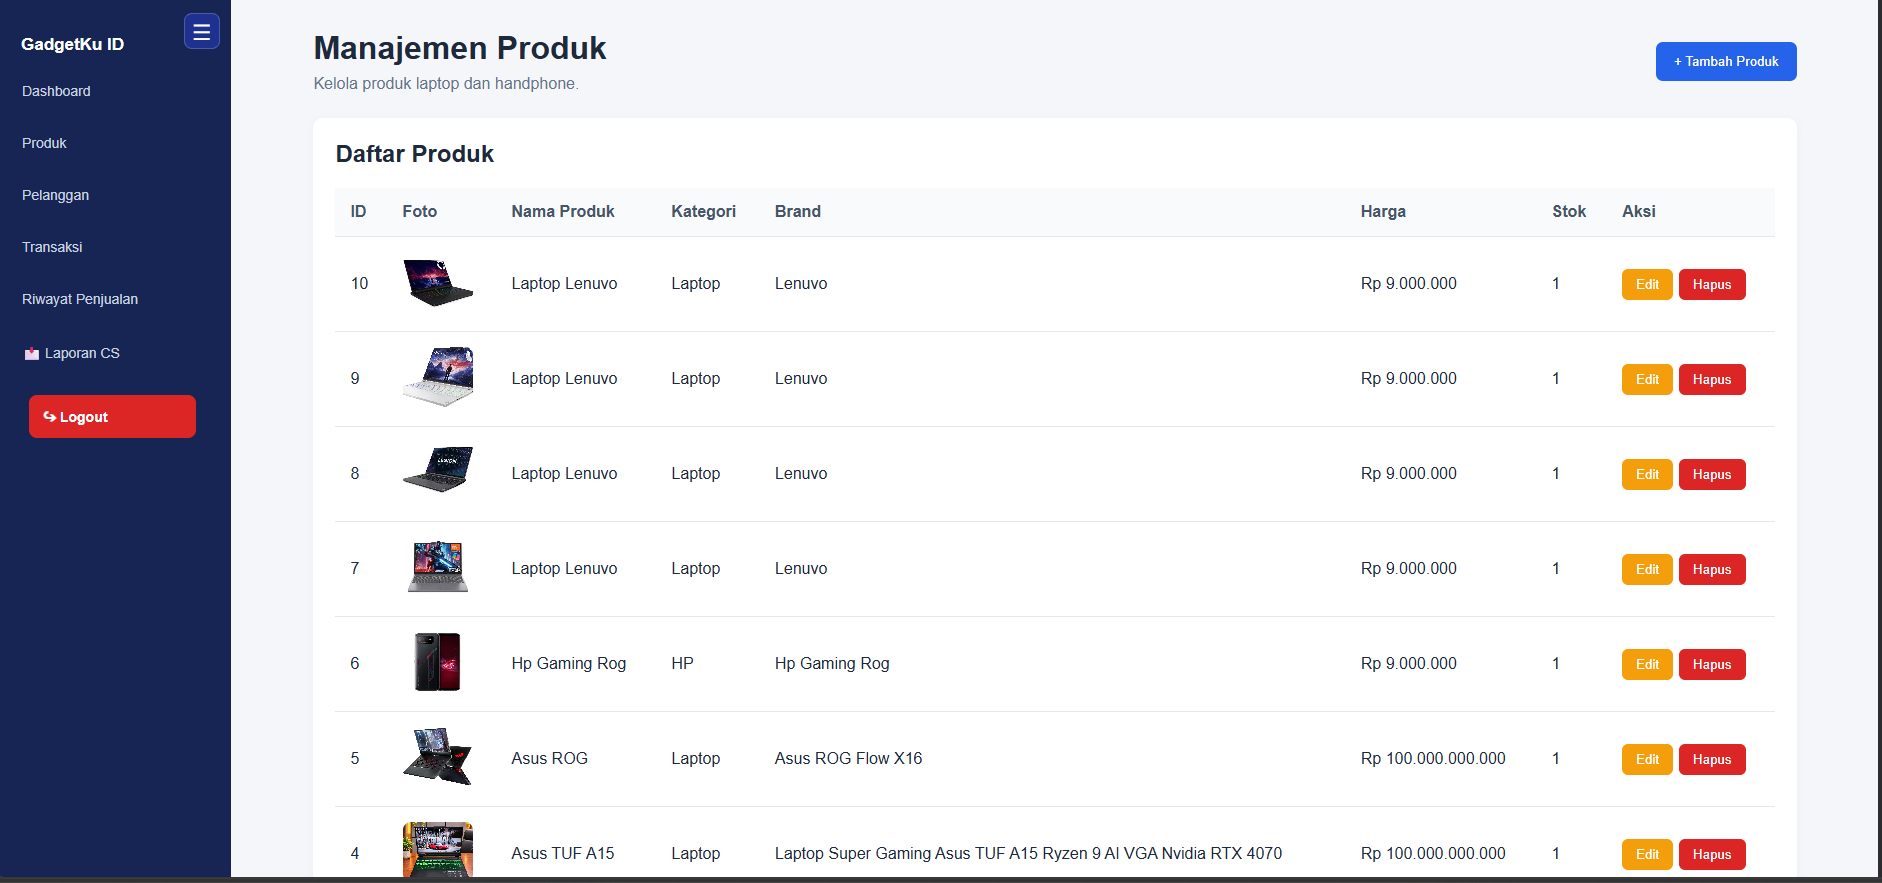 GadgetKu ID
Dashboard
Produk
Pelanggan
Transaksi
Riwayat Penjualan
Laporan CS
Logout
Manajemen Produk
Kelola produk laptop dan handphone.
+ Tambah Produk
Daftar Produk
ID Foto Nama Produk Kategori Brand Harga Stok Aksi
10 Laptop Lenuvo Laptop Lenuvo Rp 9.000.000 1 Edit Hapus
9 Laptop Lenuvo Laptop Lenuvo Rp 9.000.000 1 Edit Hapus
8 Laptop Lenuvo Laptop Lenuvo Rp 9.000.000 1 Edit Hapus
7 Laptop Lenuvo Laptop Lenuvo Rp 9.000.000 1 Edit Hapus
6 Hp Gaming Rog HP Hp Gaming Rog Rp 9.000.000 1 Edit Hapus
5 Asus ROG Laptop Asus ROG Flow X16 Rp 100.000.000.000 1 Edit Hapus
4 Asus TUF A15 Laptop Laptop Super Gaming Asus TUF A15 Ryzen 9 AI VGA Nvidia RTX 4070 Rp 100.000.000.000 1 Edit Hapus